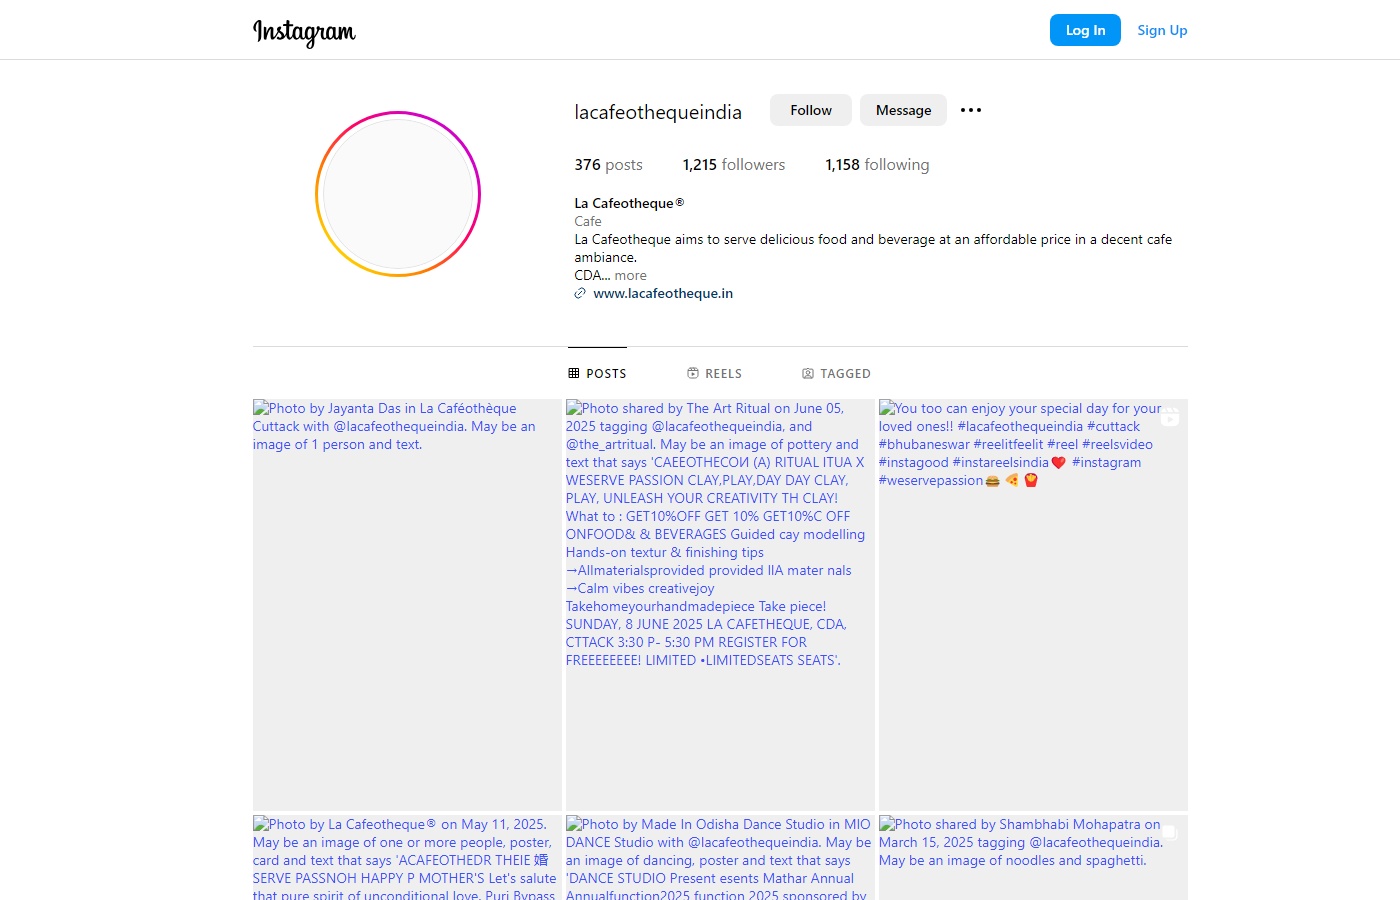 Instagram
Log In
Sign Up
lacafeothequeindia
Follow
Message
376 posts
1,215 followers
1,158 following
La Cafeotheque®
Cafe
La Cafeotheque aims to serve delicious food and beverage at an affordable price in a decent cafe
ambiance.
CDA... more
www.lacafeotheque.in
POSTS
REELS
TAGGED
Photo by Jayanta Das in La Caféothèque
Cuttack with @lacafeothequeindia. May be an
image of 1 person and text.
Photo shared by The Art Ritual on June 05,
2025 tagging @lacafeothequeindia, and
@the_artritual. May be an image of pottery and
text that says 'CAEEOTHECOИ (A) RITUAL ITUA X
WESERVE PASSION CLAY,PLAY,DAY DAY CLAY,
PLAY, UNLEASH YOUR CREATIVITY TH CLAY!
What to : GET10%OFF GET 10% GET10%C OFF
ONFOOD& & BEVERAGES Guided cay modelling
Hands-on textur & finishing tips
→Allmaterialsprovided provided IIA mater nals
→Calm vibes creativejoy
Takehomeyourhandmadepiece Take piece!
SUNDAY, 8 JUNE 2025 LA CAFETHEQUE, CDA,
CTTACK 3:30 P- 5:30 PM REGISTER FOR
FREEEEEEEE! LIMITED •LIMITEDSEATS SEATS'.
You too can enjoy your special day for your
loved ones!! #lacafeothequeindia #cuttack
#bhubaneswar #reelitfeelit #reel #reelsvideo
#instagood #instareelsindia❤️ #instagram
#weservepassion🍔 🍕 🍟
Photo by La Cafeotheque® on May 11, 2025.
May be an image of one or more people, poster,
card and text that says 'ACAFEOTHEDR THEIE 婚
SERVE PASSNOH HAPPY P MOTHER'S Let's salute
that pure spirit of unconditional love. Puri Bypass
Photo by Made In Odisha Dance Studio in MIO
DANCE Studio with @lacafeothequeindia. May be
an image of dancing, poster and text that says
'DANCE STUDIO Present esents Mathar Annual
Annualfunction2025 function 2025 sponsored by
Photo shared by Shambhabi Mohapatra on
March 15, 2025 tagging @lacafeothequeindia.
May be an image of noodles and spaghetti.